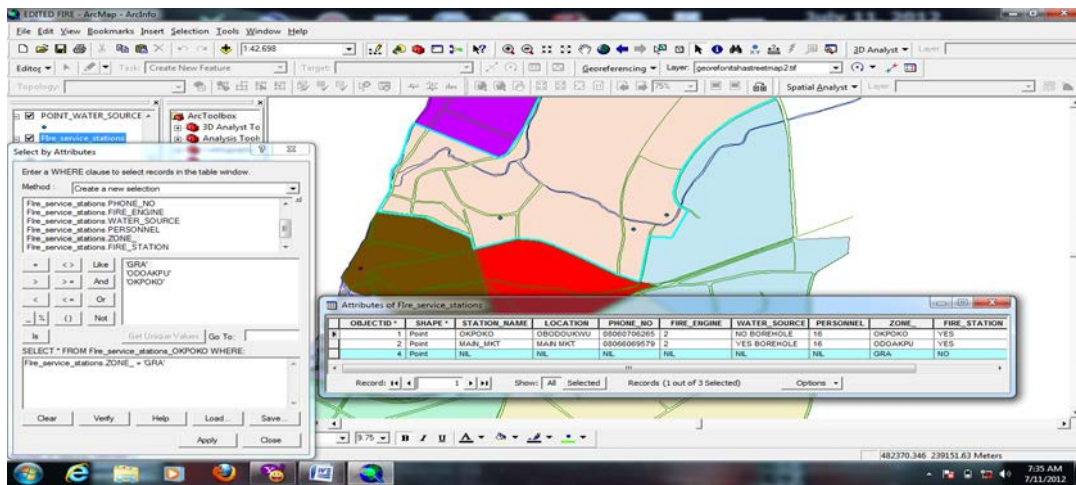 EDITED FIRE - ArcMap - ArcInfo
File Edit View Bookmarks Insert Selection Tools Window Help
1:42,698
3D Analyst
Layer:
Editor Task: Create New Feature Target:
Georeferencing Layer: georefonitshastreetmap2.tif
Topology:
75%
Spatial Analyst Layer:
POINT_WATER_SOURCE
FIre_service_stations
ArcToolbox
3D Analyst To
Analysis Tool
Select by Attributes
Enter a WHERE clause to select records in the table window.
Method : Create a new selection
FIre_service_stations.PHONE_NO
FIre_service_stations.FIRE_ENGINE
FIre_service_stations.WATER_SOURCE
FIre_service_stations.PERSONNEL
FIre_service_stations.ZONE_
FIre_service_stations.FIRE_STATION
= <> Like
> >= And
< <= Or
_ % () Not
Is
'GRA'
'ODOAKPU'
'OKPOKO'
Get Unique Values Go To:
SELECT * FROM FIre_service_stations_OKPOKO WHERE:
FIre_service_stations.ZONE_ = 'GRA'
Clear Verify Help Load... Save...
Apply Close
Attributes of FIre_service_stations
OBJECTID * SHAPE * STATION_NAME LOCATION PHONE_NO FIRE_ENGINE WATER_SOURCE PERSONNEL ZONE_ FIRE_STATION
1 Point OKPOKO OBODOUKWU 08060706265 2 NO BOREHOLE 16 OKPOKO YES
2 Point MAIN_MKT MAIN MKT 08066069579 2 YES BOREHOLE 16 ODOAKPU YES
4 Point NIL NIL NIL NIL NIL NIL GRA NO
Record: 1 Show: All Selected Records (1 out of 3 Selected) Options
9.75 B I U A
482370.346 239151.63 Meters
7:35 AM
7/11/2012